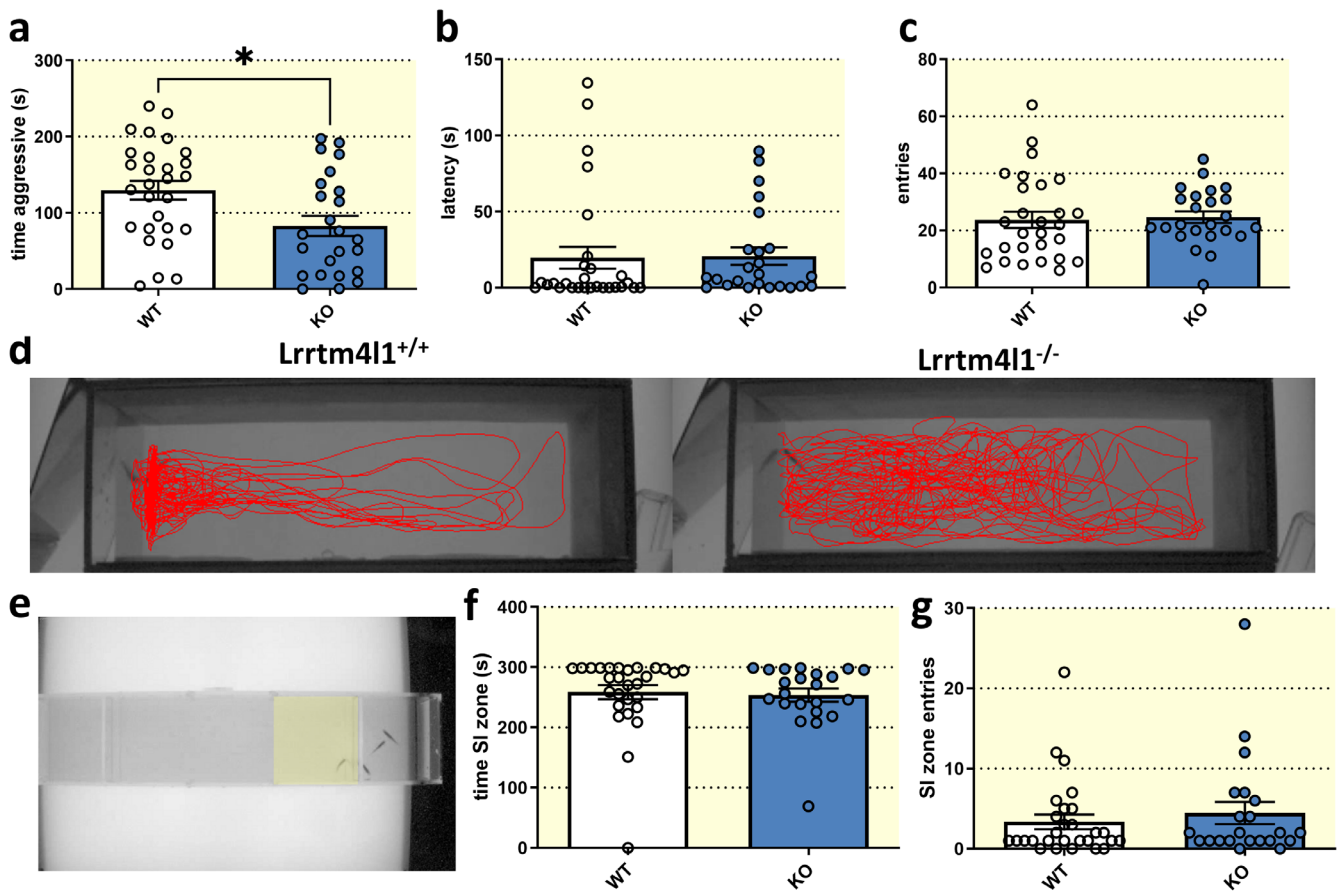 a
time aggressive (s)
300
200
100
0
*
WT
KO
b
latency (s)
150
100
50
0
WT
KO
c
entries
80
60
40
20
0
WT
KO
d
Lrrtm4l1+/+
Lrrtm4l1-/-
e
f
time SI zone (s)
400
300
200
100
0
WT
KO
g
SI zone entries
30
20
10
0
WT
KO